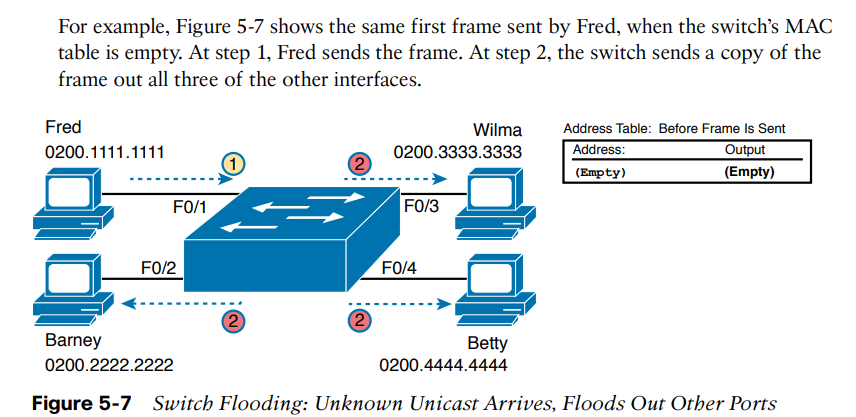 For example, Figure 5-7 shows the same first frame sent by Fred, when the switch's MAC
table is empty. At step 1, Fred sends the frame. At step 2, the switch sends a copy of the
frame out all three of the other interfaces.
Fred
0200.1111.1111
1
2
Wilma
0200.3333.3333
Address Table: Before Frame Is Sent
Address: Output
(Empty) (Empty)
F0/1
F0/3
F0/2
F0/4
2
2
Barney
0200.2222.2222
Betty
0200.4444.4444
Figure 5-7 Switch Flooding: Unknown Unicast Arrives, Floods Out Other Ports